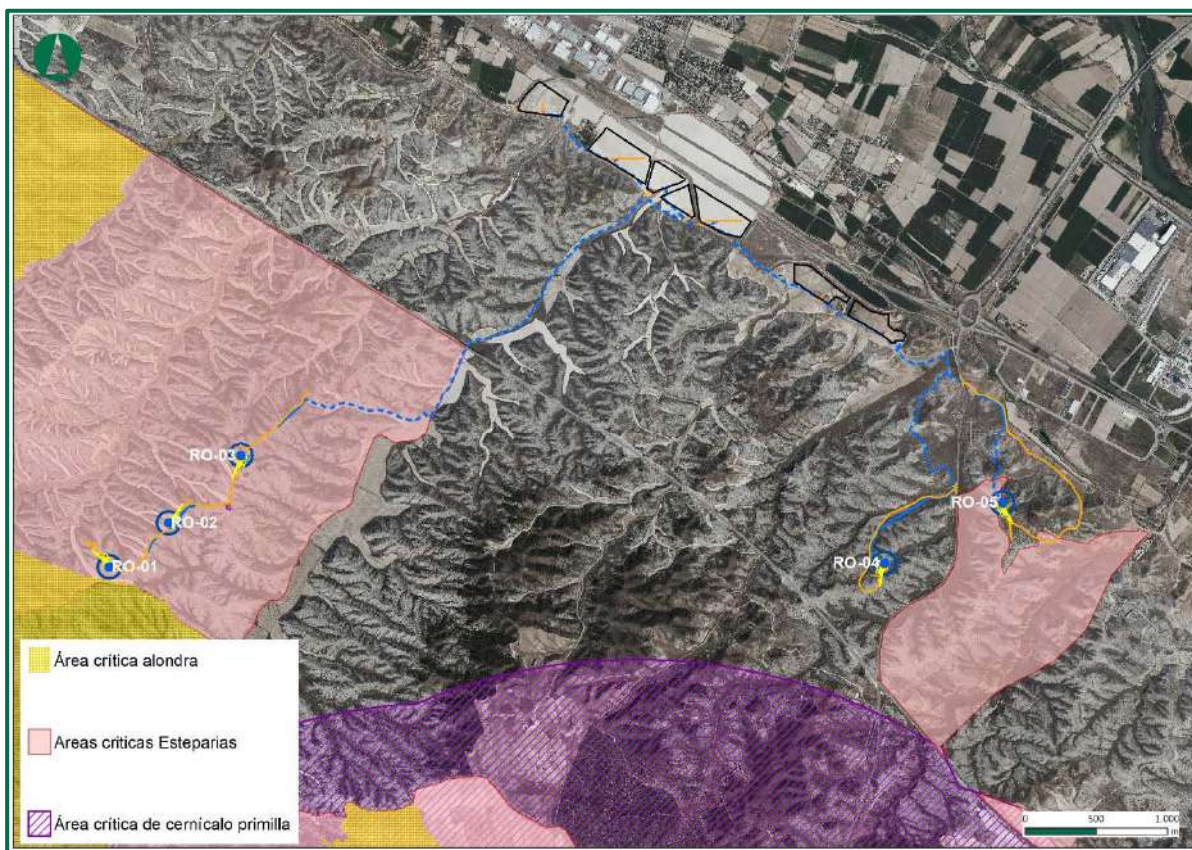 RO-03
RO-02
RO-01
RO-05
RO-04
Área crítica alondra
Areas críticas Esteparias
Área crítica de cernícalo primilla
0 500 1.000
m